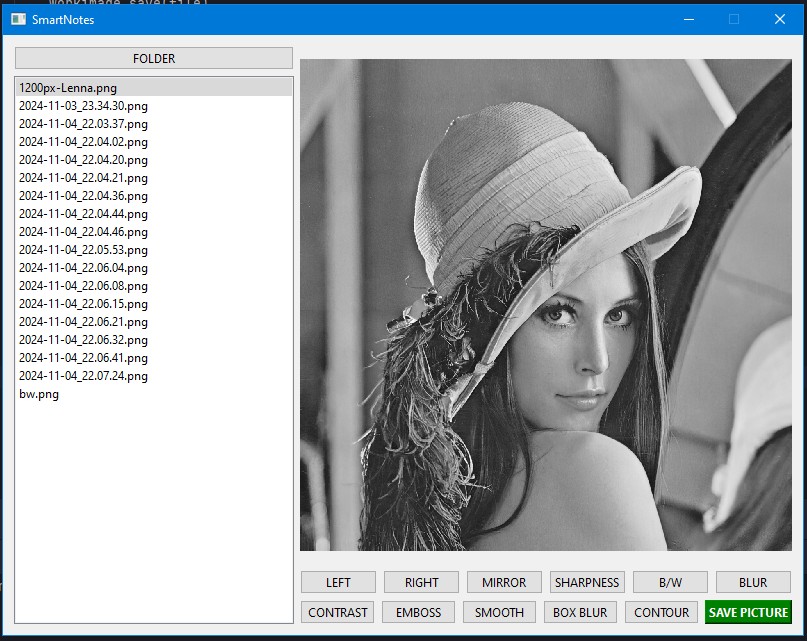 workimage.save(file)
SmartNotes
FOLDER
1200px-Lenna.png
2024-11-03_23.34.30.png
2024-11-04_22.03.37.png
2024-11-04_22.04.02.png
2024-11-04_22.04.20.png
2024-11-04_22.04.21.png
2024-11-04_22.04.36.png
2024-11-04_22.04.44.png
2024-11-04_22.04.46.png
2024-11-04_22.05.53.png
2024-11-04_22.06.04.png
2024-11-04_22.06.08.png
2024-11-04_22.06.15.png
2024-11-04_22.06.21.png
2024-11-04_22.06.32.png
2024-11-04_22.06.41.png
2024-11-04_22.07.24.png
bw.png
LEFT RIGHT MIRROR SHARPNESS B/W BLUR
CONTRAST EMBOSS SMOOTH BOX BLUR CONTOUR SAVE PICTURE